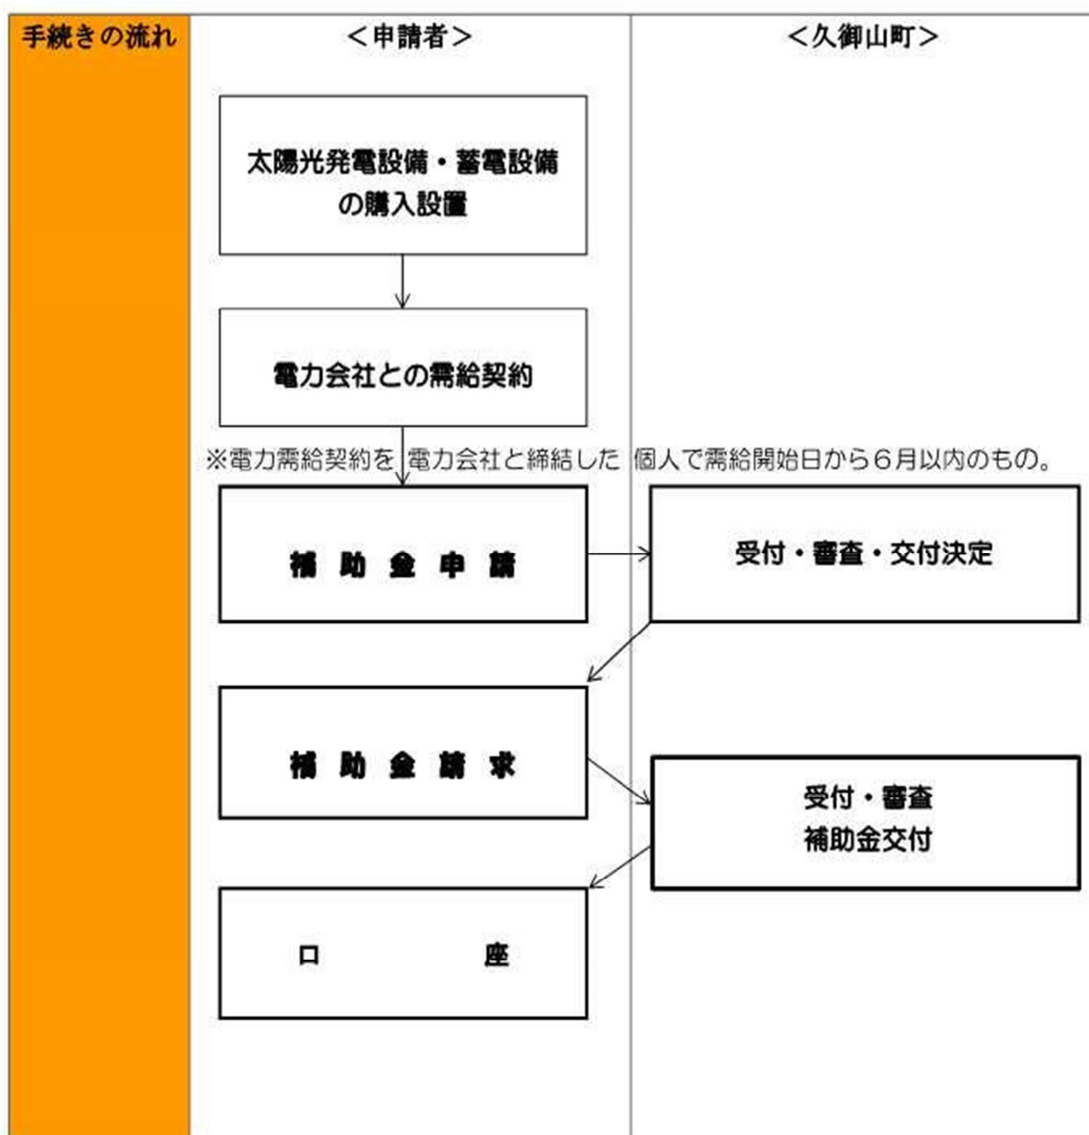 手続きの流れ
＜申請者＞
＜久御山町＞
太陽光発電設備・蓄電設備
の購入設置
電力会社との需給契約
※電力需給契約を 電力会社と締結した 個人で需給開始日から６月以内のもの。
補 助 金 申 請
受付・審査・交付決定
補 助 金 請 求
受付・審査
補助金交付
口 座